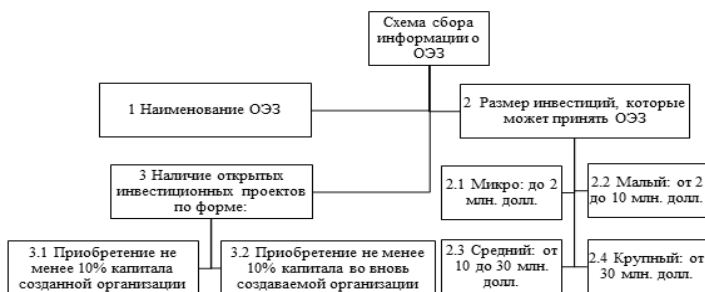 Схема сбора
информации о
ОЭЗ
1 Наименование ОЭЗ
2 Размер инвестиций, которые
может принять ОЭЗ
3 Наличие открытых
инвестиционных проектов
по форме:
2.1 Микро: до 2
млн. долл.
2.2 Малый: от 2
до 10 млн. долл.
3.1 Приобретение не
менее 10% капитала
созданной организации
3.2 Приобретение не менее
10% капитала во вновь
создаваемой организации
2.3 Средний: от
10 до 30 млн.
долл.
2.4 Крупный: от
30 млн. долл.